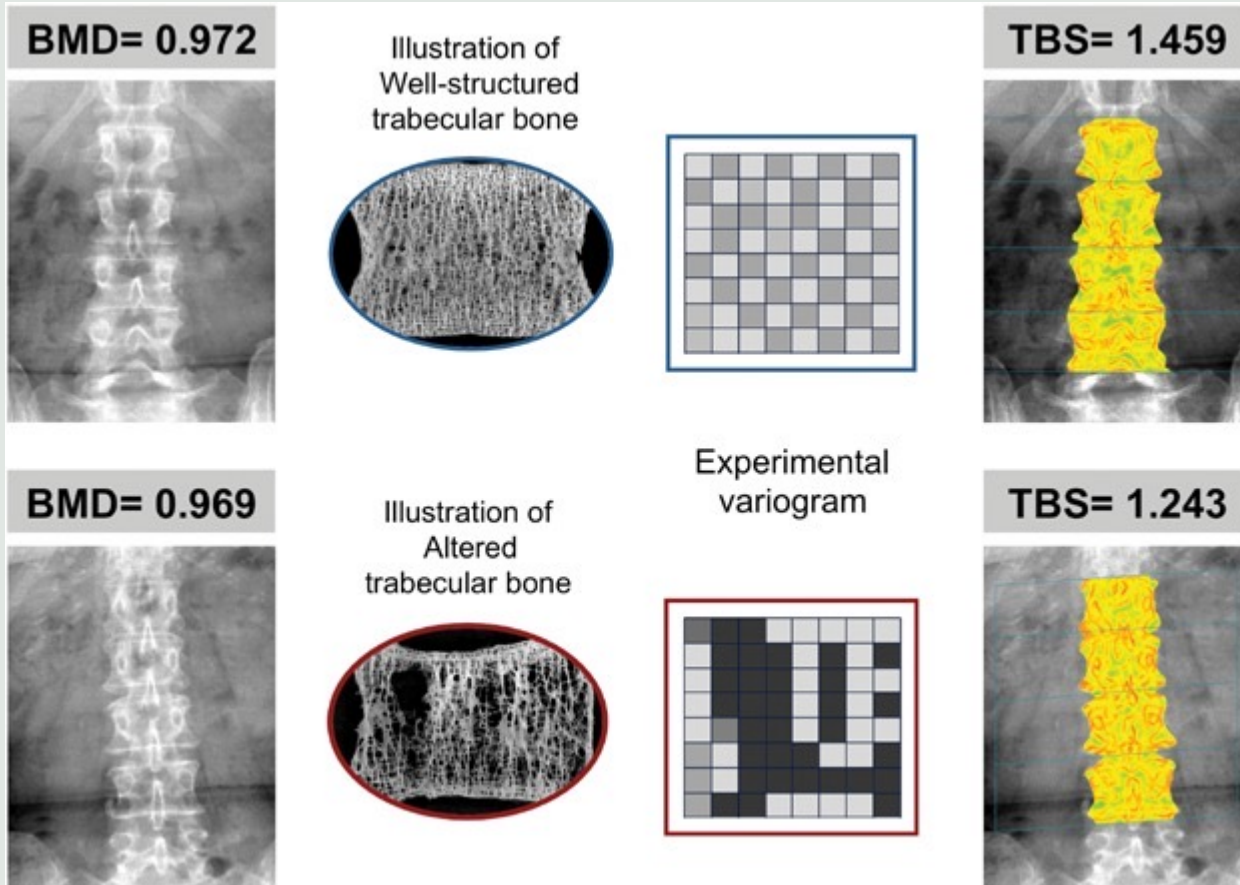 BMD= 0.972
Illustration of
Well-structured
trabecular bone
TBS= 1.459
Experimental
variogram
BMD= 0.969
Illustration of
Altered
trabecular bone
TBS= 1.243